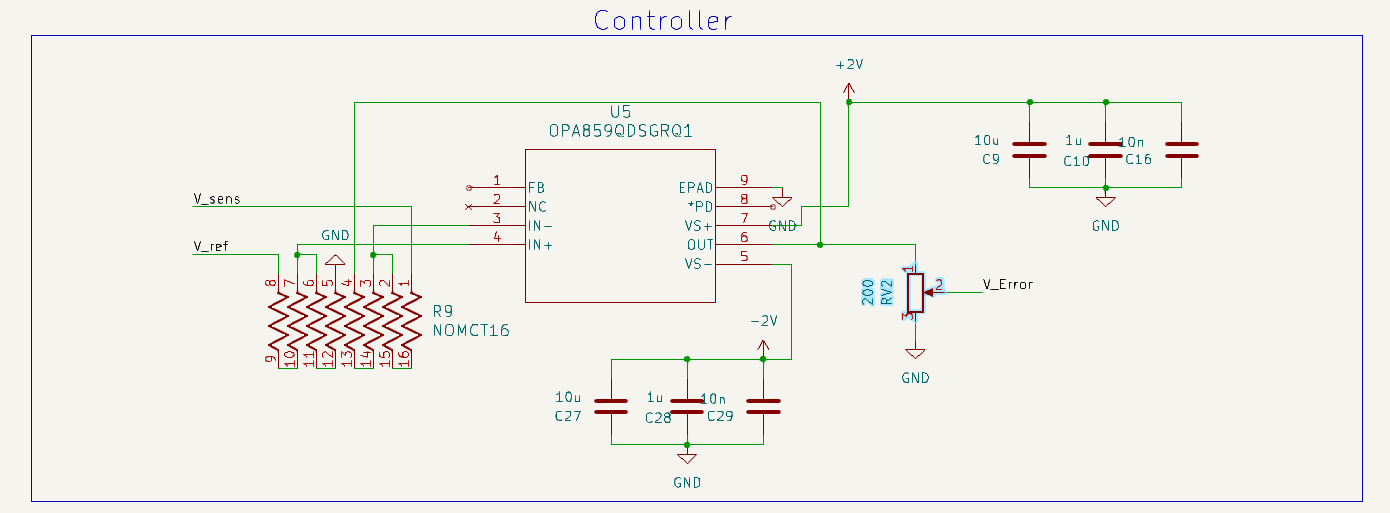 Controller
+2V
U5
OPA859QDSGRQ1
10u
C9
1u
C10
10n
C16
1 FB
2 NC
3 IN-
4 IN+
EPAD 9
*PD 8
VS+ 7
OUT 6
VS- 5
GND
GND
V_sens
V_ref
GND
8 7 6 5 4 3 2 1
R9
NOMCT16
9 10 11 12 13 14 15 16
200
RV2
1
2
3
V_Error
GND
-2V
10u
C27
1u
C28
10n
C29
GND